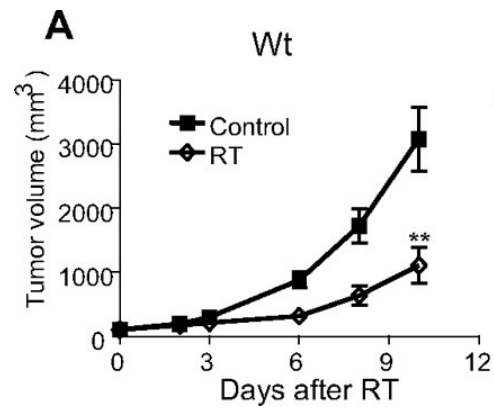 A
Wt
Tumor volume (mm3)
4000
3000
2000
1000
0
Control
RT
**
0 3 6 9 12
Days after RT